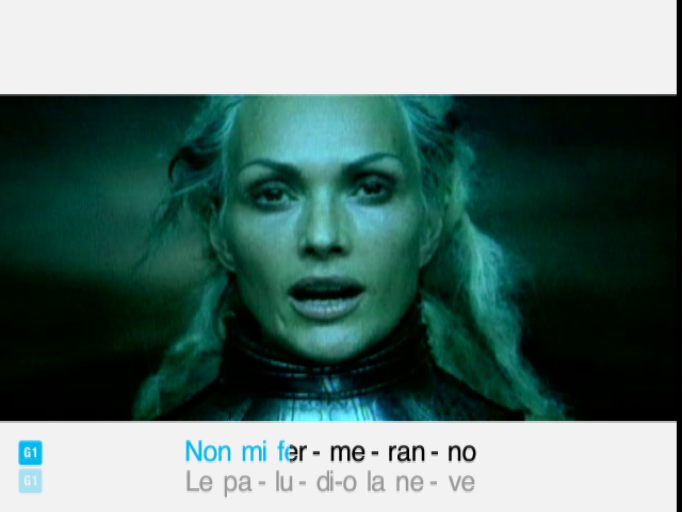 G1 Non mi fer - me - ran - no
G1 Le pa - lu - di-o la ne - ve